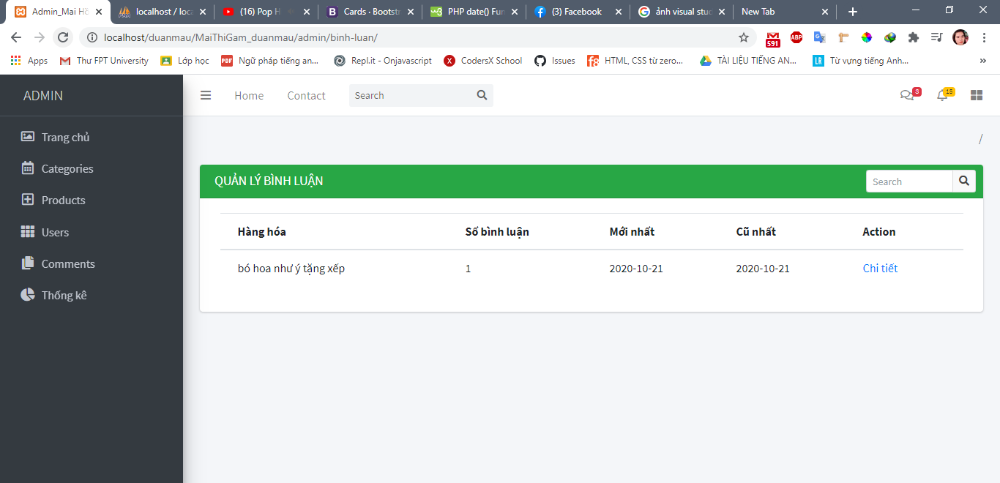 Admin_Mai Hồ localhost / loca (16) Pop H Cards · Bootstr PHP date() Fun (3) Facebook ảnh visual stud New Tab
localhost/duanmau/MaiThiGam_duanmau/admin/binh-luan/ 591 ABP
Apps Thư FPT University Lớp học PDF Ngữ pháp tiếng an... Repl.it - Onjavascript CodersX School Issues f8 HTML, CSS từ zero... TÀI LIỆU TIẾNG AN... LR Từ vựng tiếng Anh... »
ADMIN Home Contact Search 3 15
Trang chủ /
Categories
QUẢN LÝ BÌNH LUẬN Search
Products
Users Hàng hóa Số bình luận Mới nhất Cũ nhất Action
Comments bó hoa như ý tặng xếp 1 2020-10-21 2020-10-21 Chi tiết
Thống kê